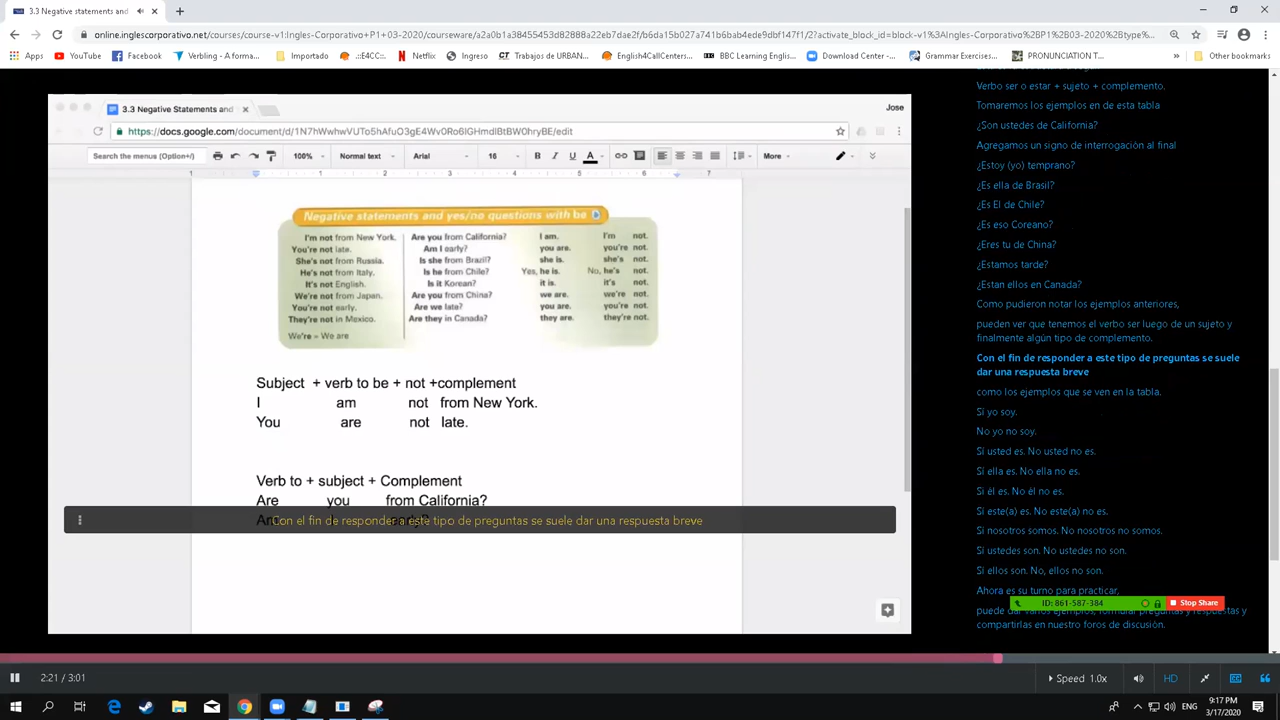 3.3 Negative statements and
online.inglescorporativo.net/courses/course-v1:Ingles-Corporativo+P1+03-2020/courseware/a2a0b1a38455453d82888a22eb7dae2f/b6da15b027a741b6bab4ede9dbf147f1/2?activate_block_id=block-v1%3AIngles-Corporativo%2BP1%2B03-2020%2Btype...
Apps YouTube Facebook Verbling - A forma... Importado .::E4CC::. Netflix Ingreso Trabajos de URBAN... English4CallCenters... BBC Learning Engli... Download Center -... Grammar Exercises... PRONUNCIATION T... » Other bookmarks
3.3 Negative Statements and
Jose
https://docs.google.com/document/d/1N7hWwhwVUTo5hAfuO3gE4Wv0Ro6IGHmdlBtBW0hryBE/edit
Search the menus (Option+/) 100% Normal text Arial 16 B I U A More
1 1 2 3 4 5 6 7
Negative statements and yes/no questions with be
I'm not from New York. Are you from California? I am. I'm not.
You're not late. Am I early? you are. you're not.
She's not from Russia. Is she from Brazil? she is. she's not.
He's not from Italy. Is he from Chile? Yes, he is. No, he's not.
It's not English. Is it Korean? it is. it's not.
We're not from Japan. Are you from China? we are. we're not.
You're not early. Are we late? you are. you're not.
They're not in Mexico. Are they in Canada? they are. they're not.
We're = We are
Subject + verb to be + not +complement
I am not from New York.
You are not late.
Verb to + subject + Complement
Are you from California?
Con el fin de responder a este tipo de preguntas se suele dar una respuesta breve
Verbo ser o estar + sujeto + complemento.
Tomaremos los ejemplos en de esta tabla
¿Son ustedes de California?
Agregamos un signo de interrogación al final
¿Estoy (yo) temprano?
¿Es ella de Brasil?
¿Es El de Chile?
¿Es eso Coreano?
¿Eres tu de China?
¿Estamos tarde?
¿Estan ellos en Canada?
Como pudieron notar los ejemplos anteriores,
pueden ver que tenemos el verbo ser luego de un sujeto y
finalmente algún tipo de complemento.
Con el fin de responder a este tipo de preguntas se suele
dar una respuesta breve
como los ejemplos que se ven en la tabla.
Si yo soy.
No yo no soy.
Si usted es. No usted no es.
Si ella es. No ella no es.
Si él es. No él no es.
Si este(a) es. No este(a) no es.
Si nosotros somos. No nosotros no somos.
Si ustedes son. No ustedes no son.
Si ellos son. No, ellos no son.
Ahora es su turno para practicar,
ID: 861-587-384 Stop Share
compartirlas en nuestro foros de discusión.
2:21 / 3:01 Speed 1.0x HD
ENG 9:17 PM
3/17/2020